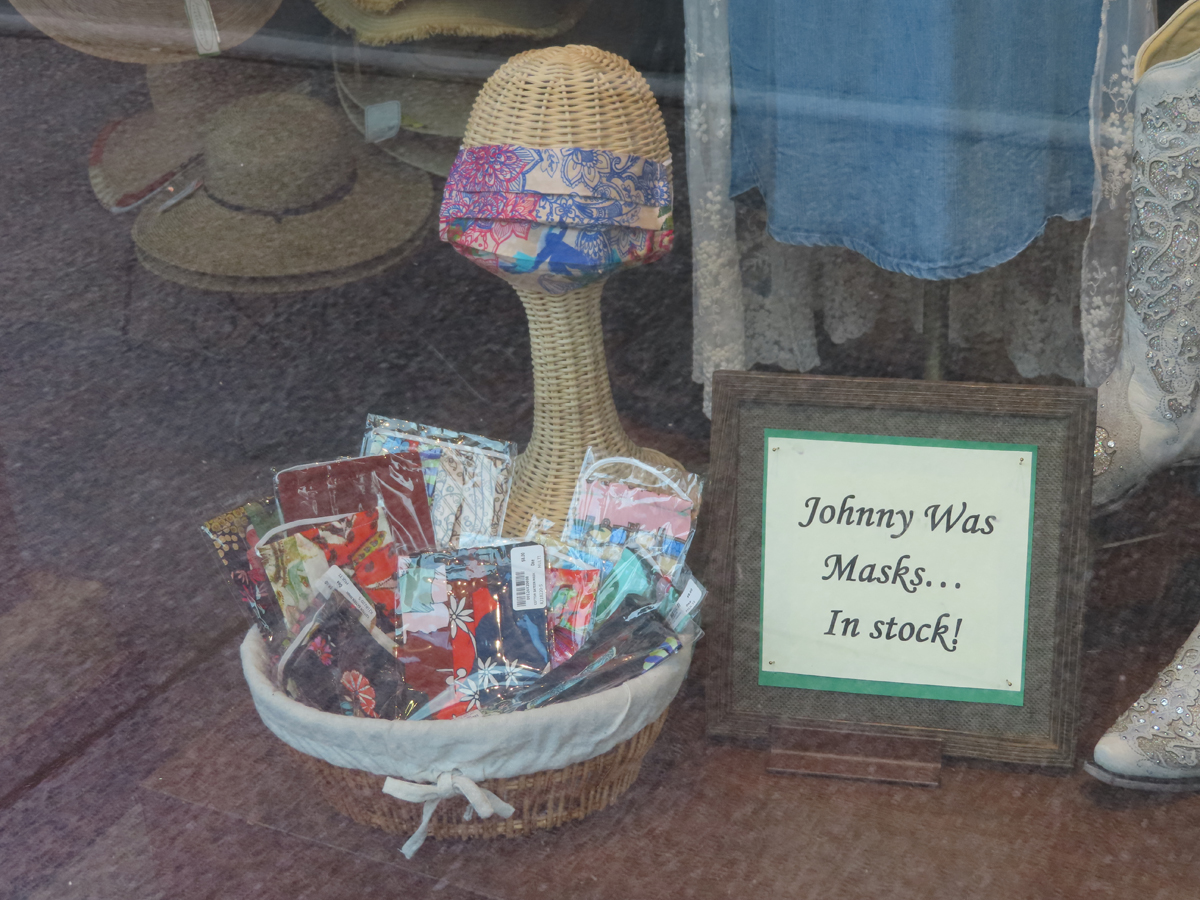 Johnny Was
Masks...
In stock!